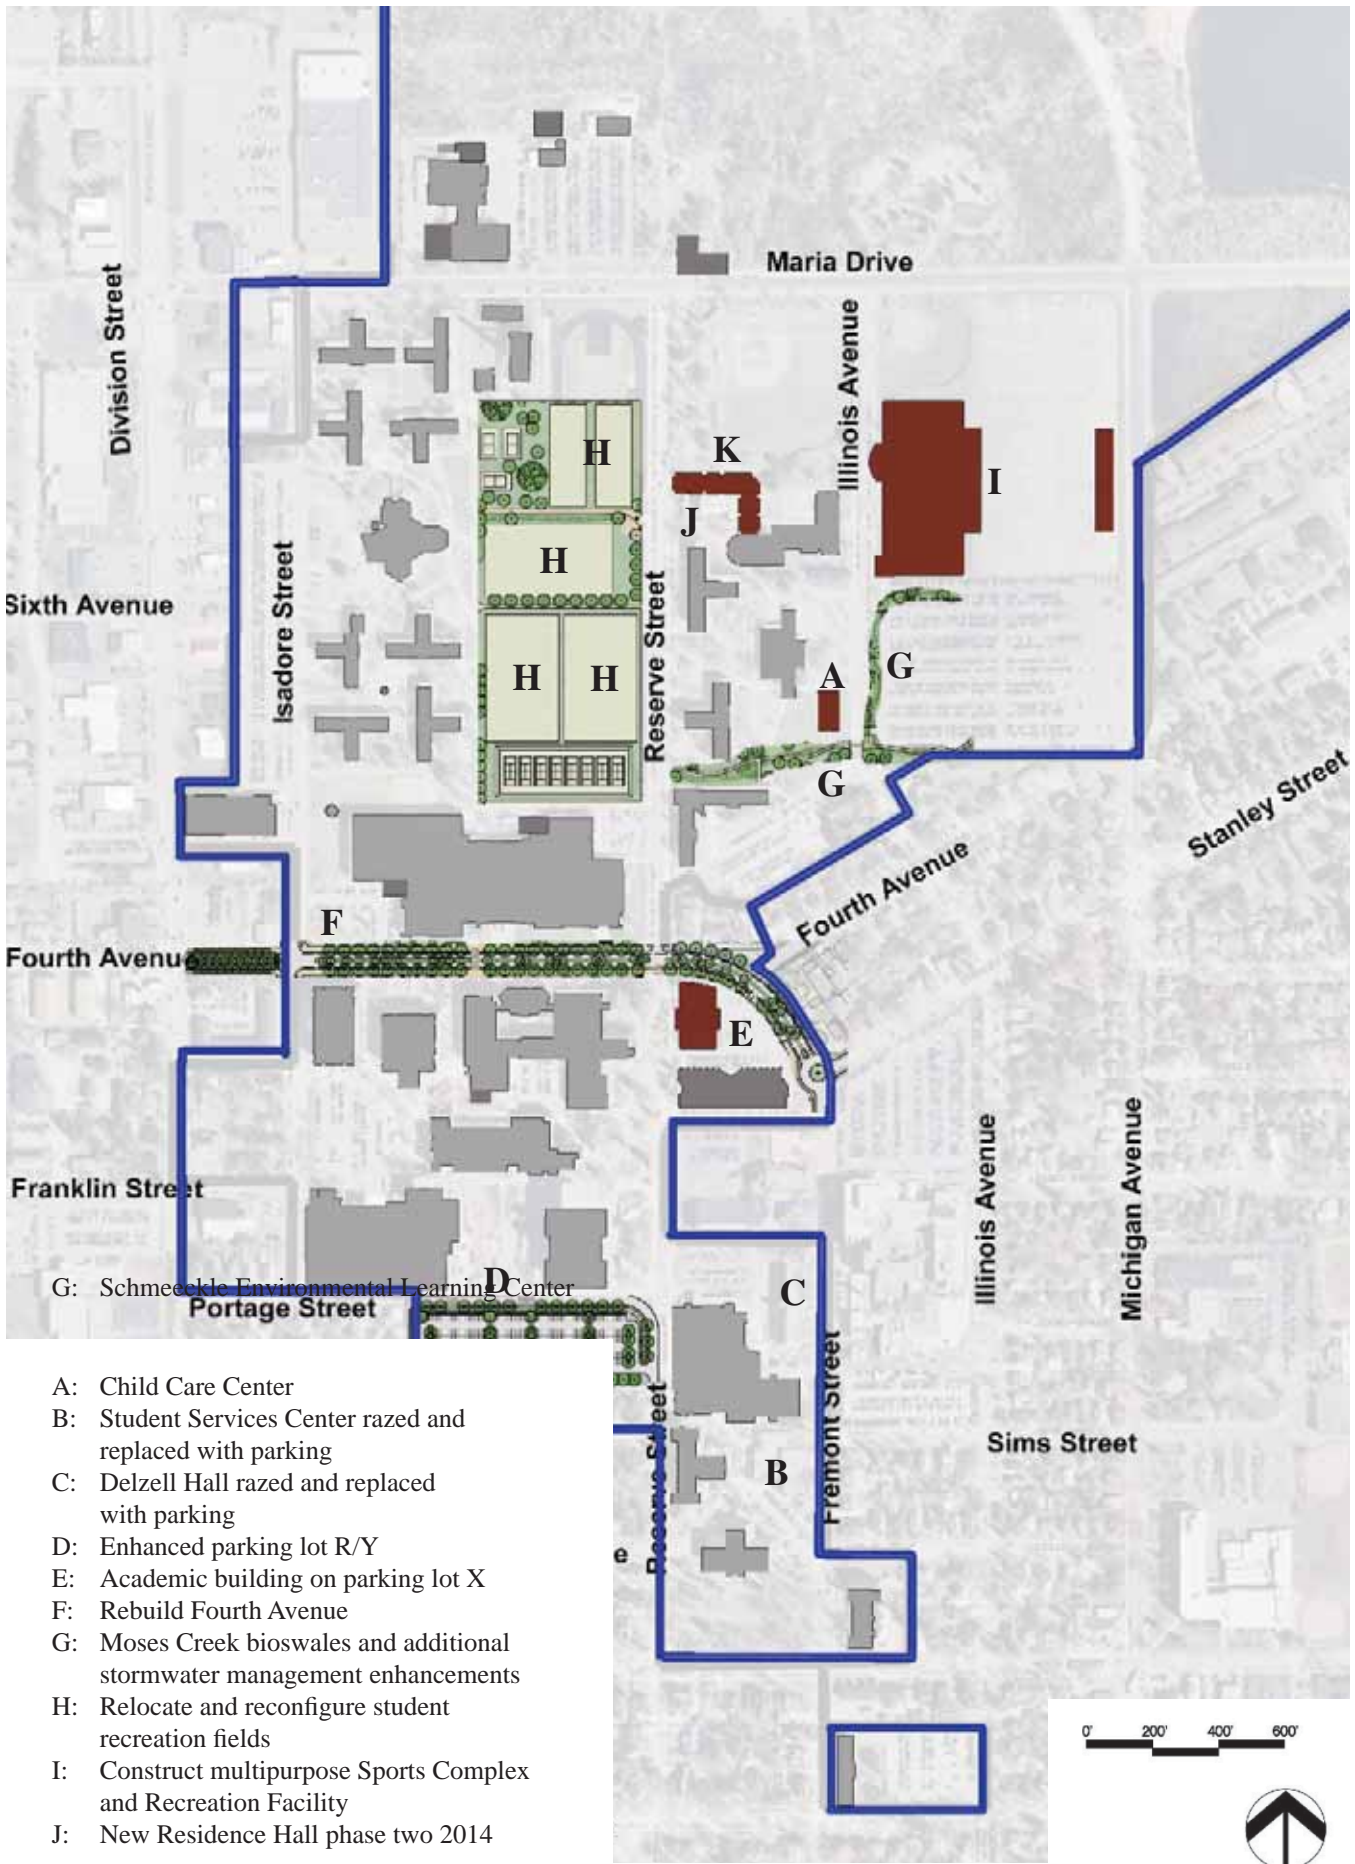 Maria Drive
Division Street
Illinois Avenue
H
K
I
J
H
Isadore Street
Sixth Avenue
Reserve Street
H
H
A
G
G
Stanley Street
Fourth Avenue
F
Fourth Avenu
E
Illinois Avenue
Michigan Avenue
Franklin Street
G: Schmeeckle Environmental Learning Center
D
C
Portage Street
Fremont Street
Reserve Street
Sims Street
B
e
A: Child Care Center
B: Student Services Center razed and
replaced with parking
C: Delzell Hall razed and replaced
with parking
D: Enhanced parking lot R/Y
E: Academic building on parking lot X
F: Rebuild Fourth Avenue
G: Moses Creek bioswales and additional
stormwater management enhancements
H: Relocate and reconfigure student
recreation fields
I: Construct multipurpose Sports Complex
and Recreation Facility
J: New Residence Hall phase two 2014
0' 200' 400' 600'